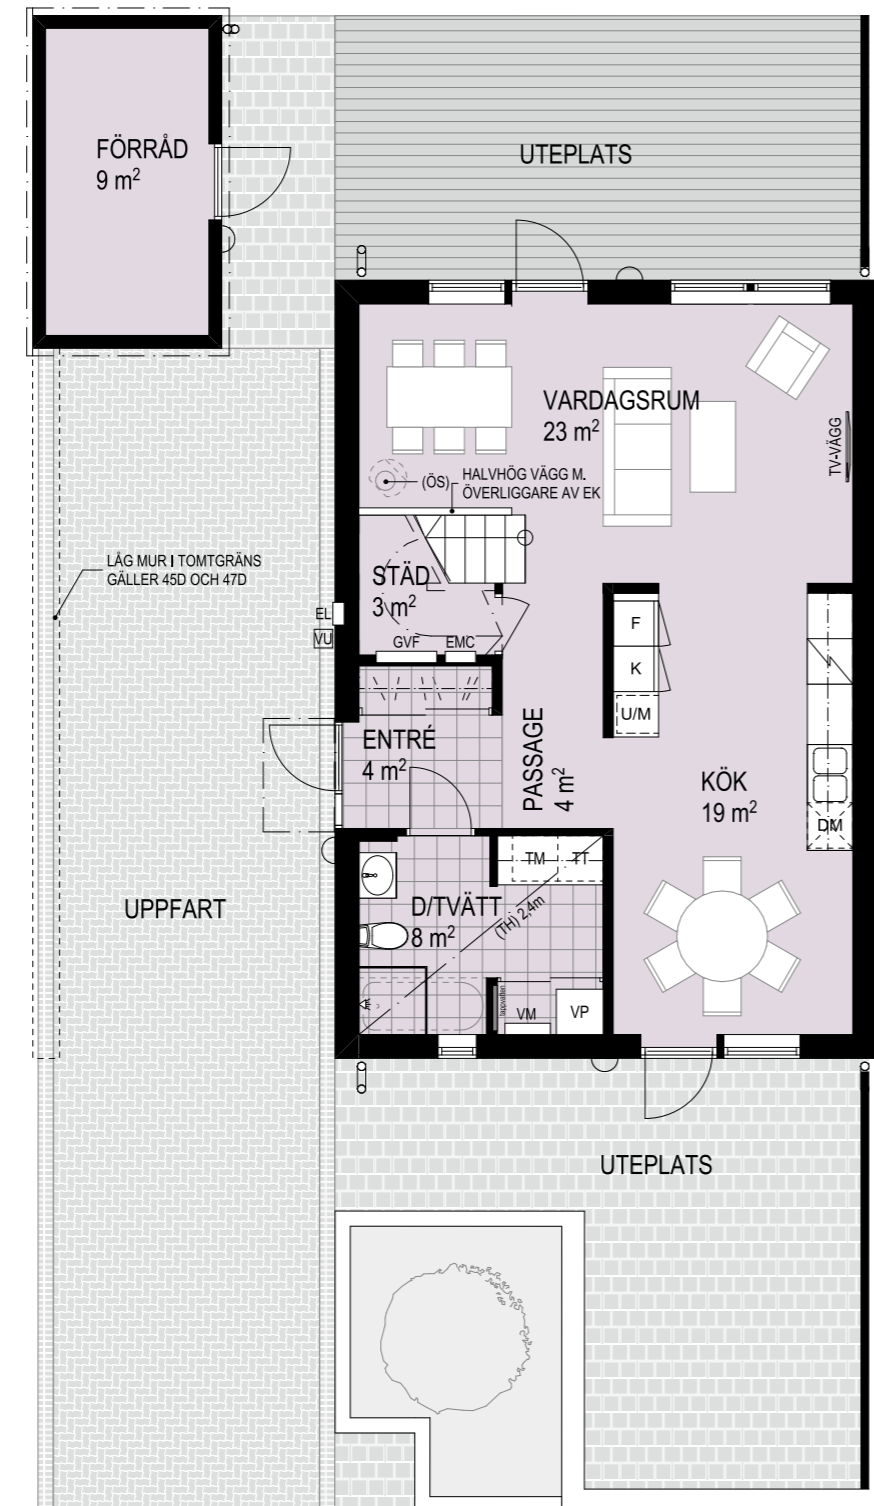 FÖRRÅD
9 m²
UTEPLATS
VARDAGSRUM
23 m²
TV-VÄGG
(ÖS)
HALVHÖG VÄGG M.
ÖVERLIGGARE AV EK
LÅG MUR I TOMTGRÄNS
GÄLLER 45D OCH 47D
STÄD
3 m²
EL
VU
GVF
EMC
F
K
U/M
ENTRÉ
4 m²
PASSAGE
4 m²
KÖK
19 m²
DM
TM
TT
UPPFART
D/TVÄTT
8 m²
(TH) 2,4m
tappvatten
VM
VP
UTEPLATS